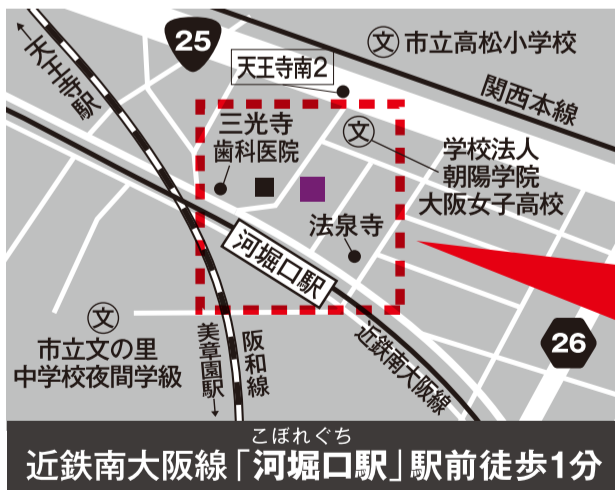 25
文 市立高松小学校
←天王寺駅
天王寺南2
関西本線
三光寺
歯科医院
文
学校法人
朝陽学院
大阪女子高校
法泉寺
河堀口駅
26
文
市立文の里
中学校夜間学級
美章園駅→
阪和線
近鉄南大阪線
こぼれぐち
近鉄南大阪線「河堀口駅」駅前徒歩1分